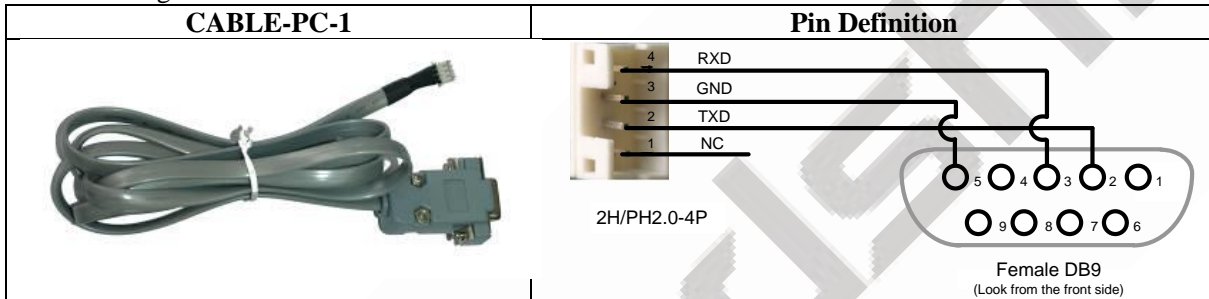 CABLE-PC-1
Pin Definition
4 RXD
3 GND
2 TXD
1 NC
2H/PH2.0-4P
5 4 3 2 1
9 8 7 6
Female DB9
(Look from the front side)